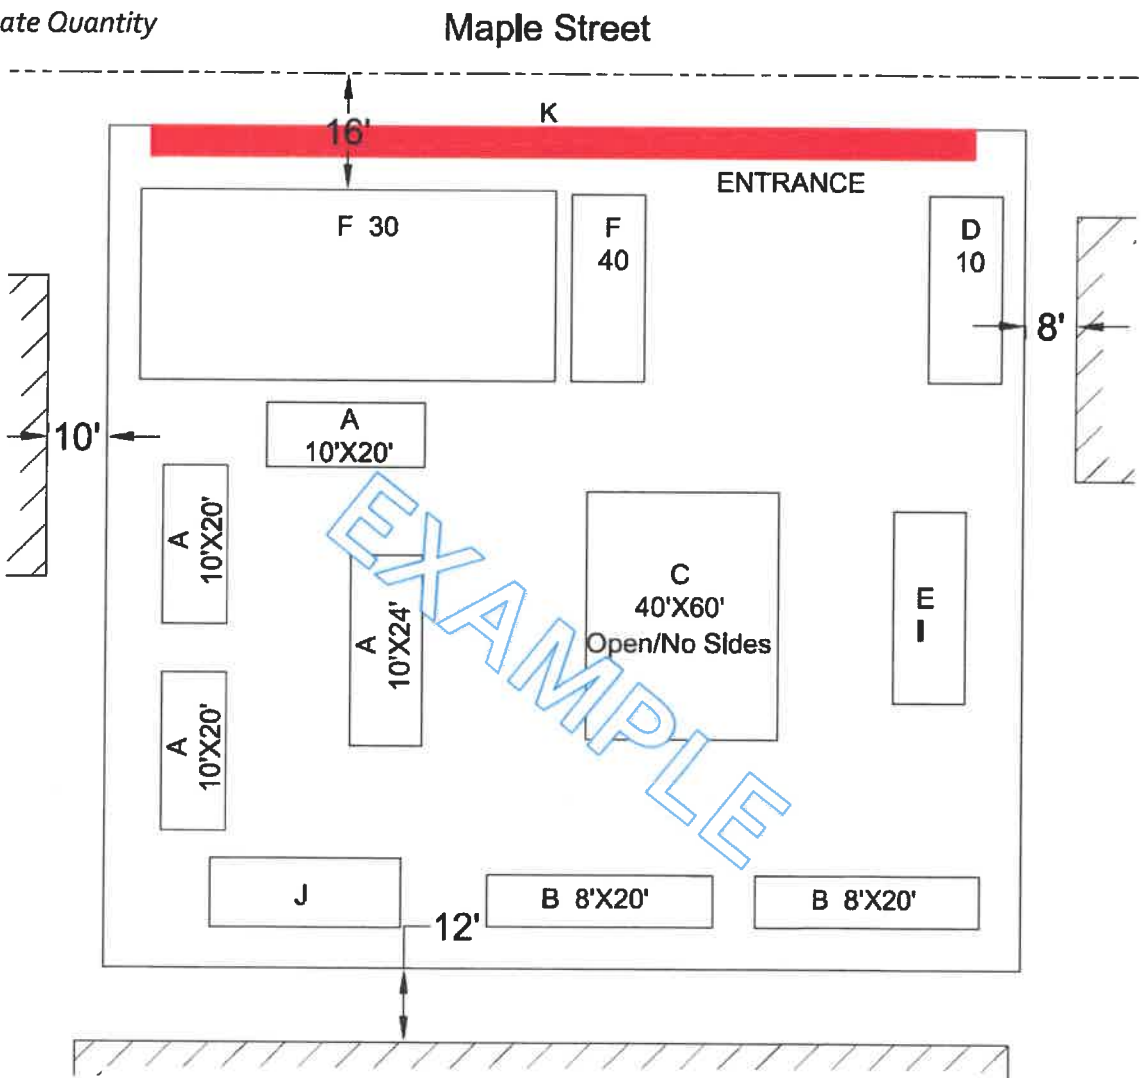 ate Quantity
Maple Street
K
16'
ENTRANCE
F 30
F
40
D
10
8'
10'
A
10'X20'
A
10'X20'
C
40'X60'
Open/No Sides
E
I
A
10'X24'
A
10'X20'
EXAMPLE
J
B 8'X20'
B 8'X20'
12'